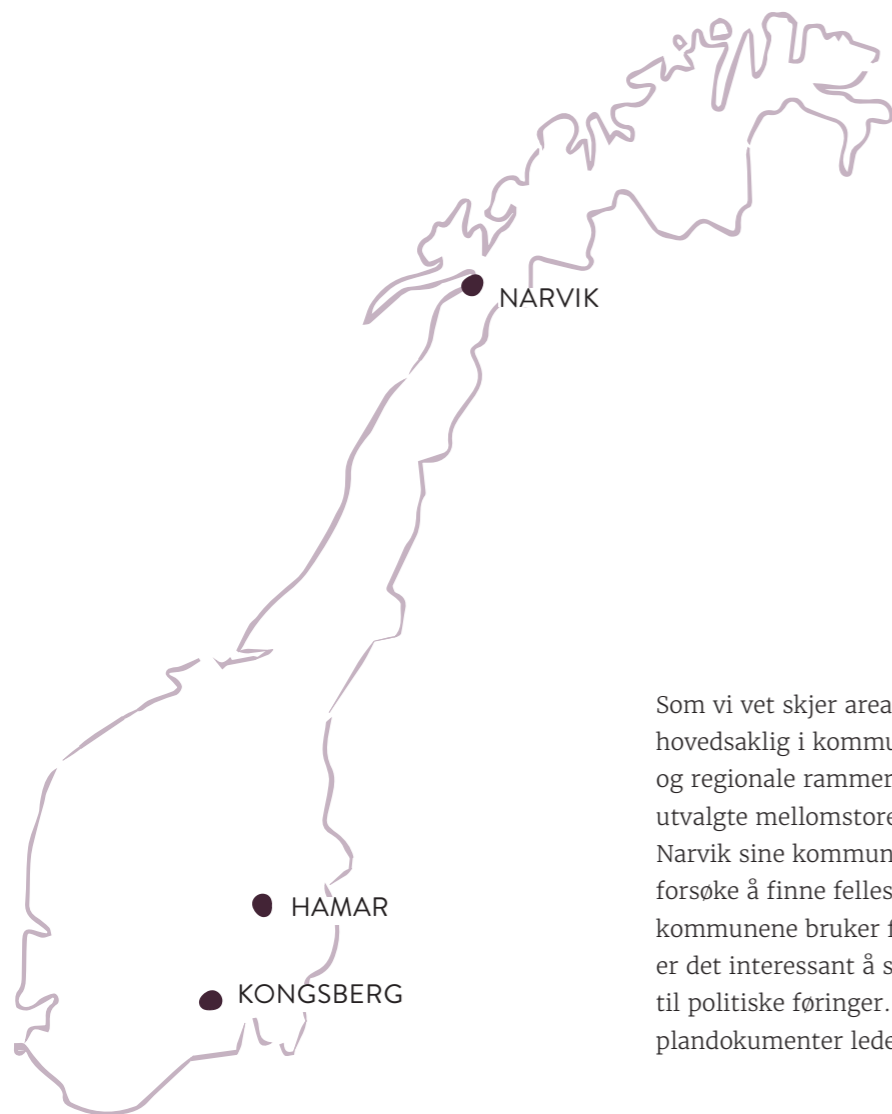 NARVIK
HAMAR
KONGSBERG
Som vi vet skjer area
hovedsaklig i kommu
og regionale rammer
utvalgte mellomstore
Narvik sine kommun
forsøke å finne felles
kommunene bruker f
er det interessant å s
til politiske føringer.
plandokumenter lede